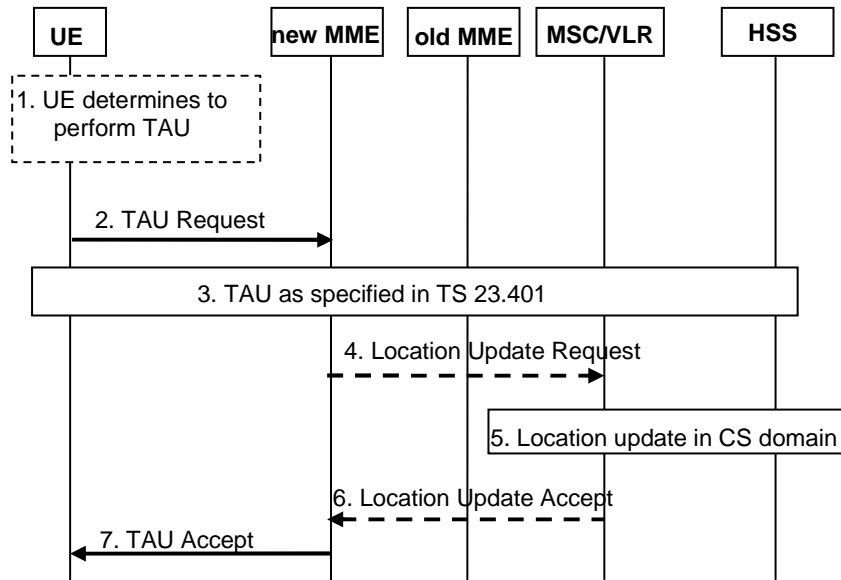 UE
new MME
old MME
MSC/VLR
HSS
1. UE determines to
perform TAU
2. TAU Request
3. TAU as specified in TS 23.401
4. Location Update Request
5. Location update in CS domain
6. Location Update Accept
7. TAU Accept